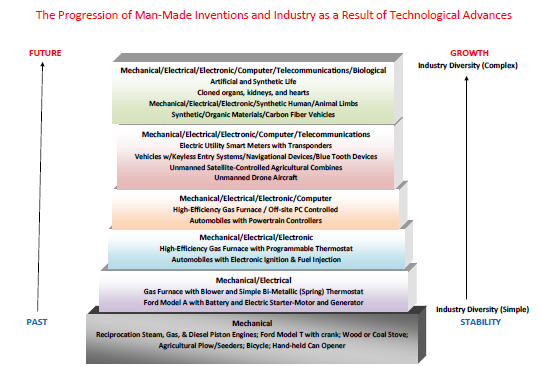 The Progression of Man-Made Inventions and Industry as a Result of Technological Advances
FUTURE
GROWTH
Industry Diversity (Complex)
Mechanical/Electrical/Electronic/Computer/Telecommunications/Biological
Artificial and Synthetic Life
Cloned organs, kidneys, and hearts
Mechanical/Electrical/Electronic/Synthetic Human/Animal Limbs
Synthetic/Organic Materials/Carbon Fiber Vehicles
Mechanical/Electrical/Electronic/Computer/Telecommunications
Electric Utility Smart Meters with Transponders
Vehicles w/Keyless Entry Systems/Navigational Devices/Blue Tooth Devices
Unmanned Satellite-Controlled Agricultural Combines
Unmanned Drone Aircraft
Mechanical/Electrical/Electronic/Computer
High-Efficiency Gas Furnace / Off-site PC Controlled
Automobiles with Powertrain Controllers
Mechanical/Electrical/Electronic
High-Efficiency Gas Furnace with Programmable Thermostat
Automobiles with Electronic Ignition & Fuel Injection
Mechanical/Electrical
Gas Furnace with Blower and Simple Bi-Metallic (Spring) Thermostat
Ford Model A with Battery and Electric Starter-Motor and Generator
Industry Diversity (Simple)
PAST
STABILITY
Mechanical
Reciprocation Steam, Gas, & Diesel Piston Engines; Ford Model T with crank; Wood or Coal Stove;
Agricultural Plow/Seeders; Bicycle; Hand-held Can Opener